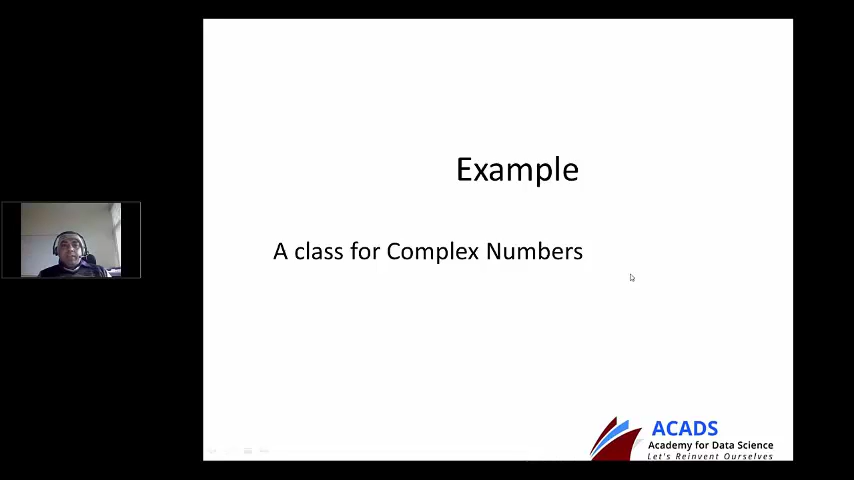 Example
A class for Complex Numbers
ACADS
Academy for Data Science
Let's Reinvent Ourselves